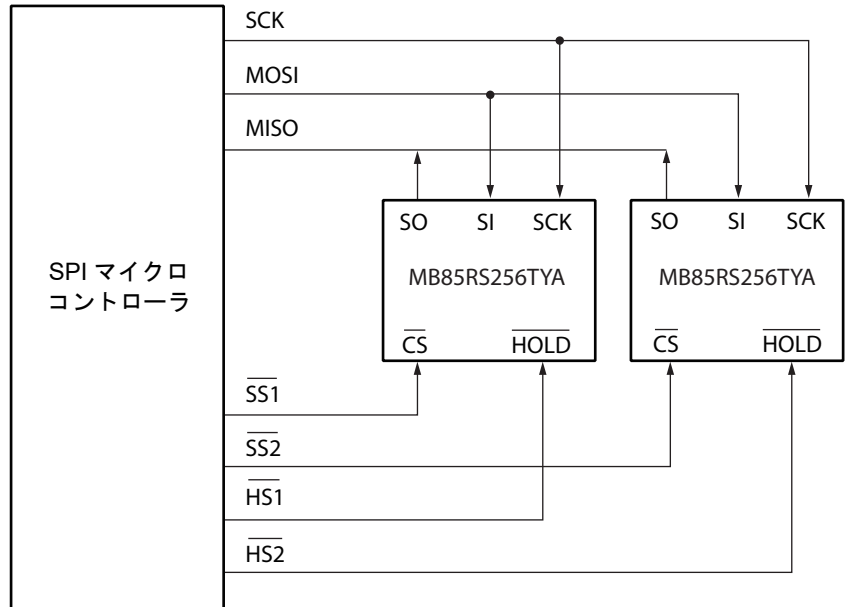 SCK
MOSI
MISO
SO SI SCK
SO SI SCK
SPI マイクロ
コントローラ
MB85RS256TYA
MB85RS256TYA
CS HOLD
CS HOLD
SS1
SS2
HS1
HS2